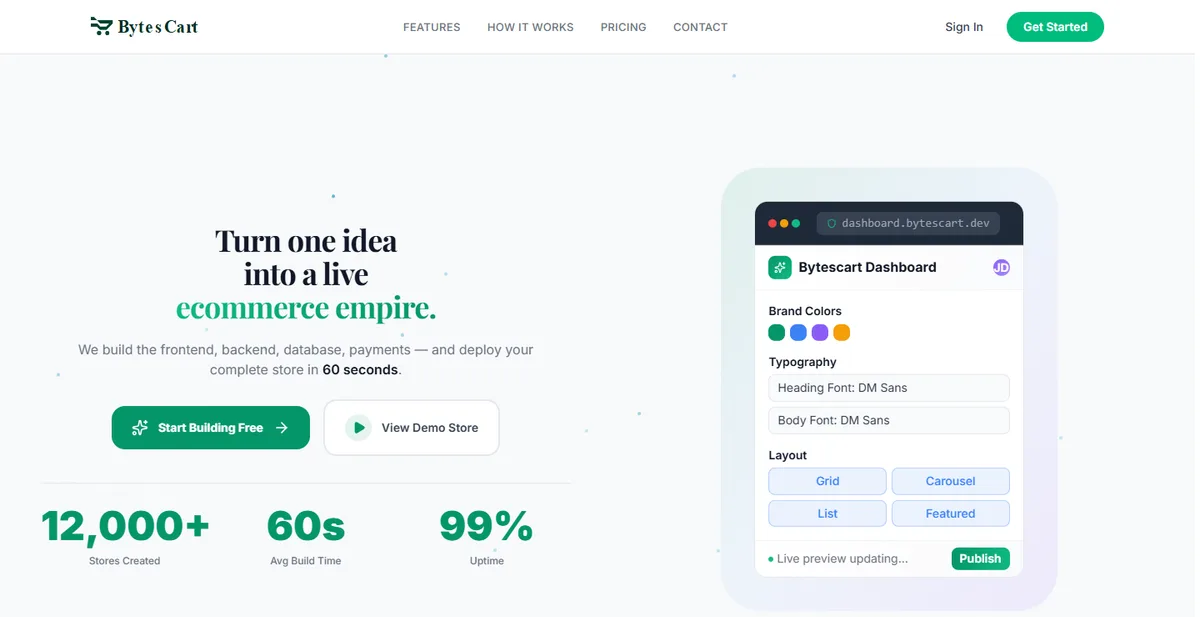 Bytes Cart
FEATURES
HOW IT WORKS
PRICING
CONTACT
Sign In
Get Started
Turn one idea
into a live
ecommerce empire.
We build the frontend, backend, database, payments — and deploy your
complete store in 60 seconds.
Start Building Free
View Demo Store
12,000+
Stores Created
60s
Avg Build Time
99%
Uptime
dashboard.bytescart.dev
Bytescart Dashboard
JD
Brand Colors
Typography
Heading Font: DM Sans
Body Font: DM Sans
Layout
Grid
Carousel
List
Featured
Live preview updating...
Publish